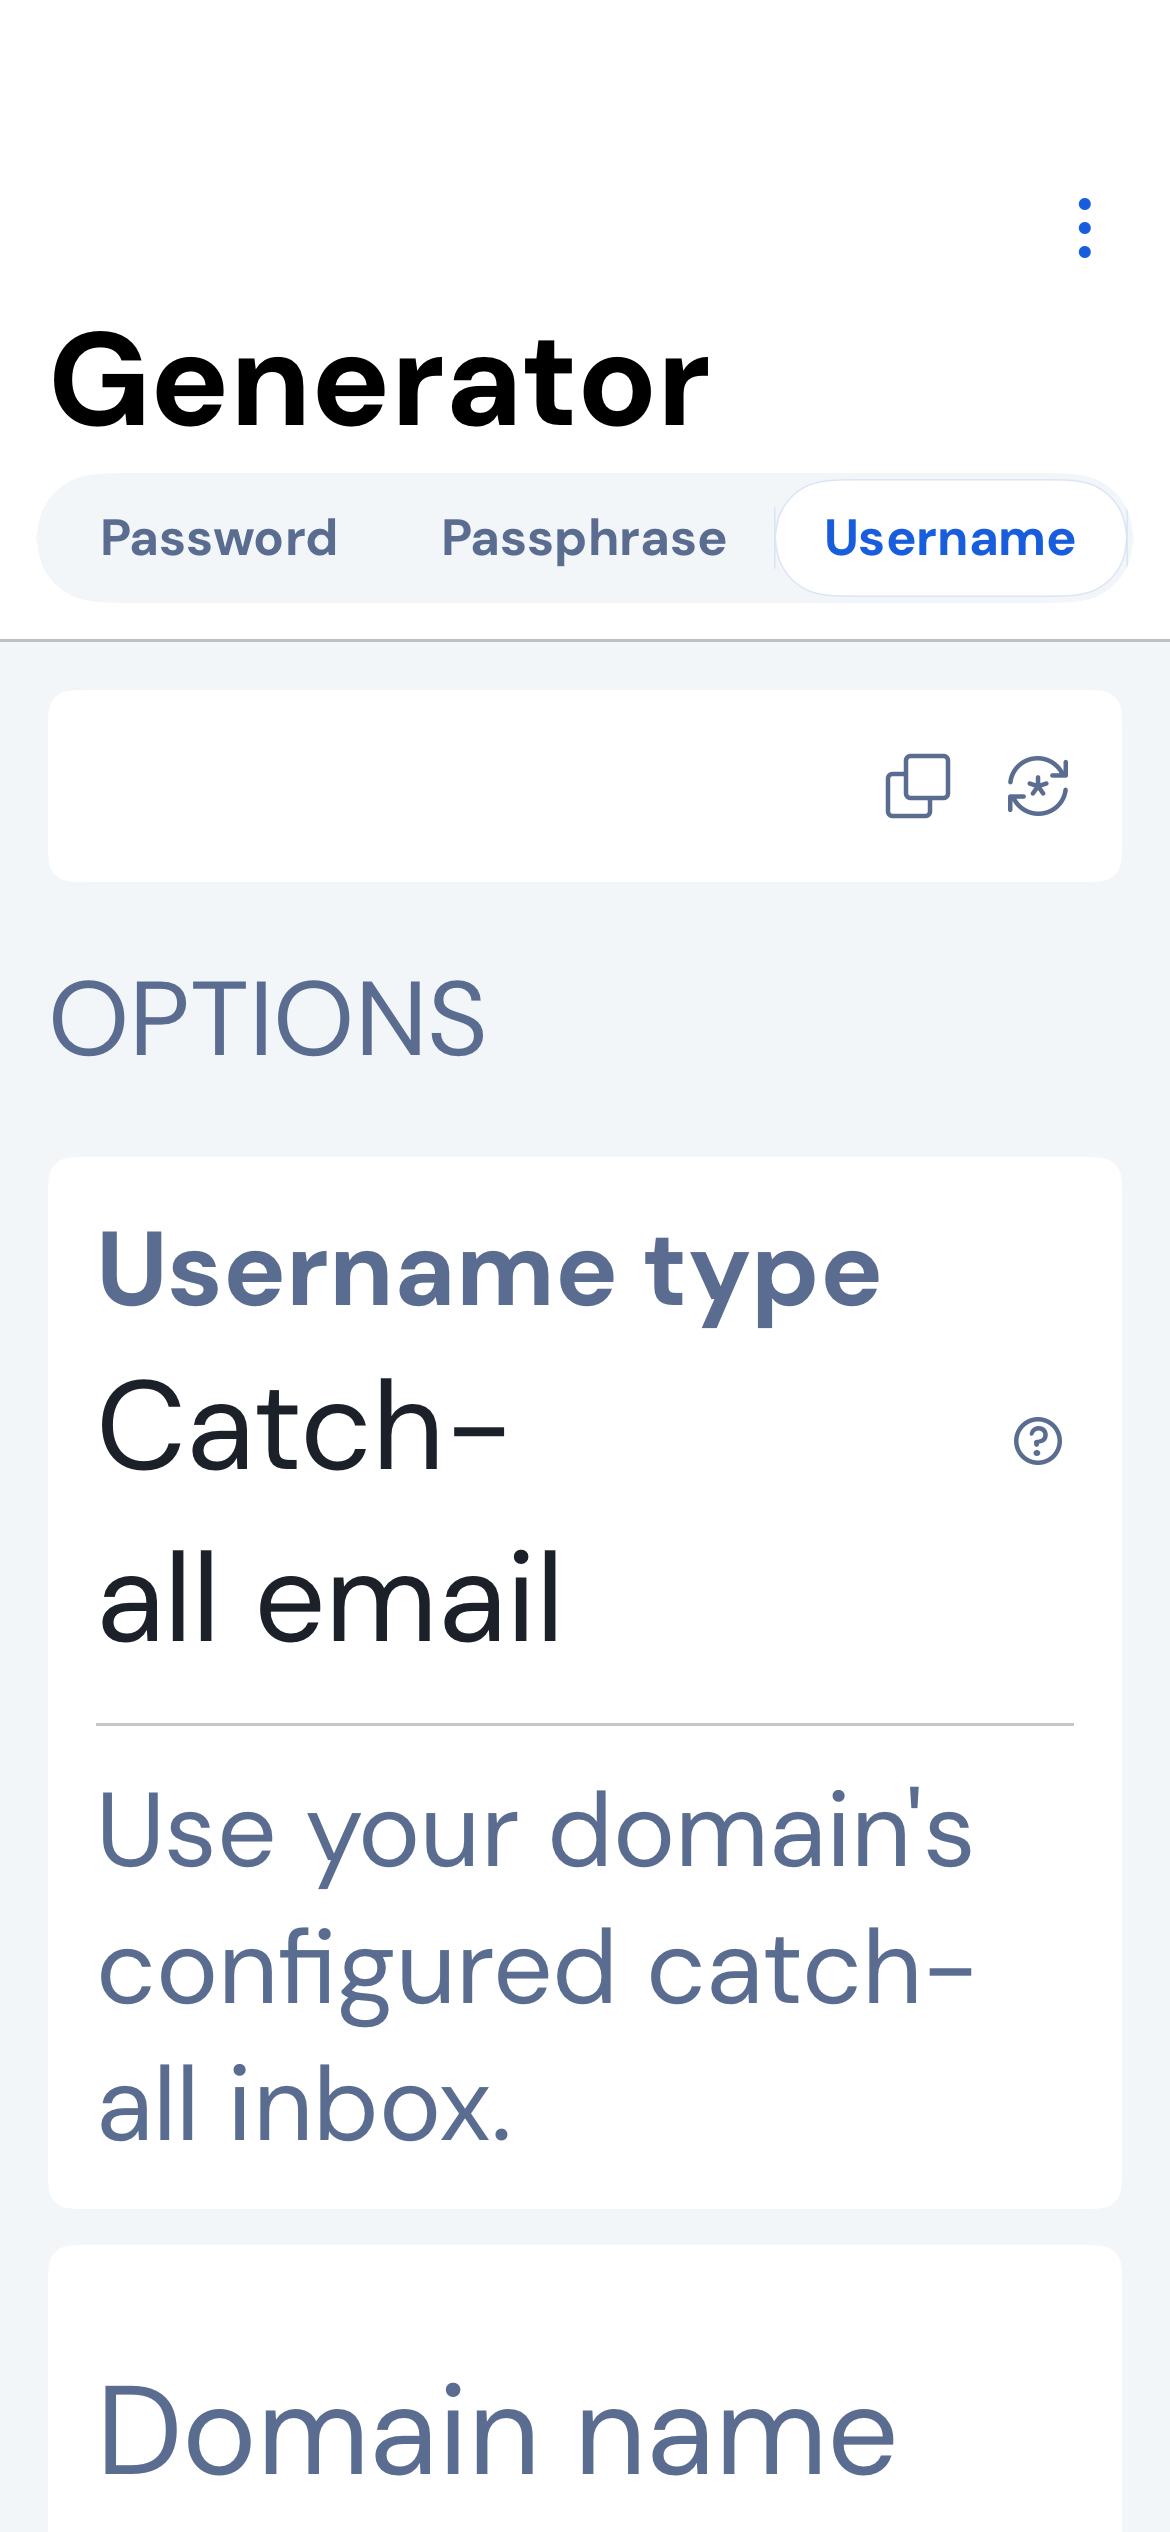 Generator
Password Passphrase Username
OPTIONS
Username type
Catch-
all email
Use your domain's
configured catch-
all inbox.
Domain name